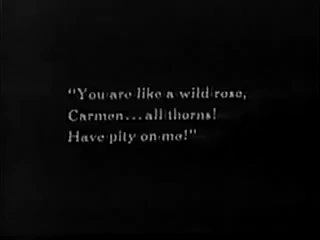 "You are like a wild rose,
Carmen...all thorns!
Have pity on me!"